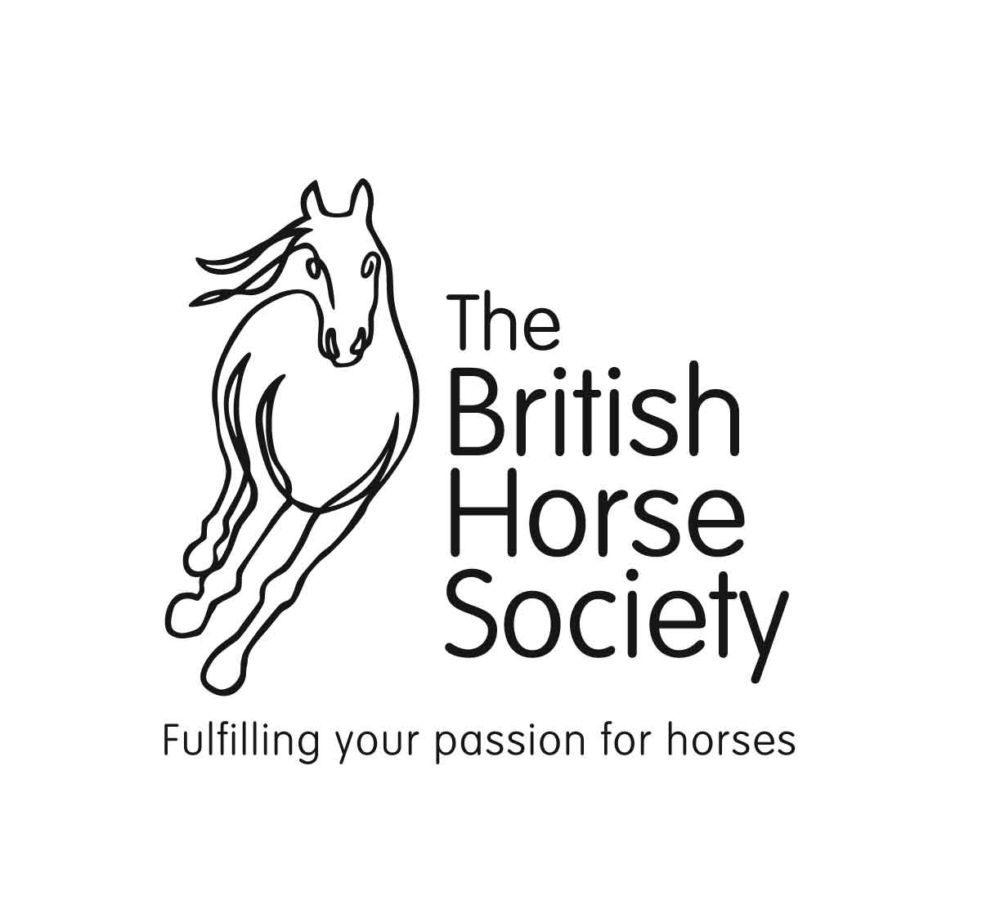 The
British
Horse
Society
Fulfilling your passion for horses